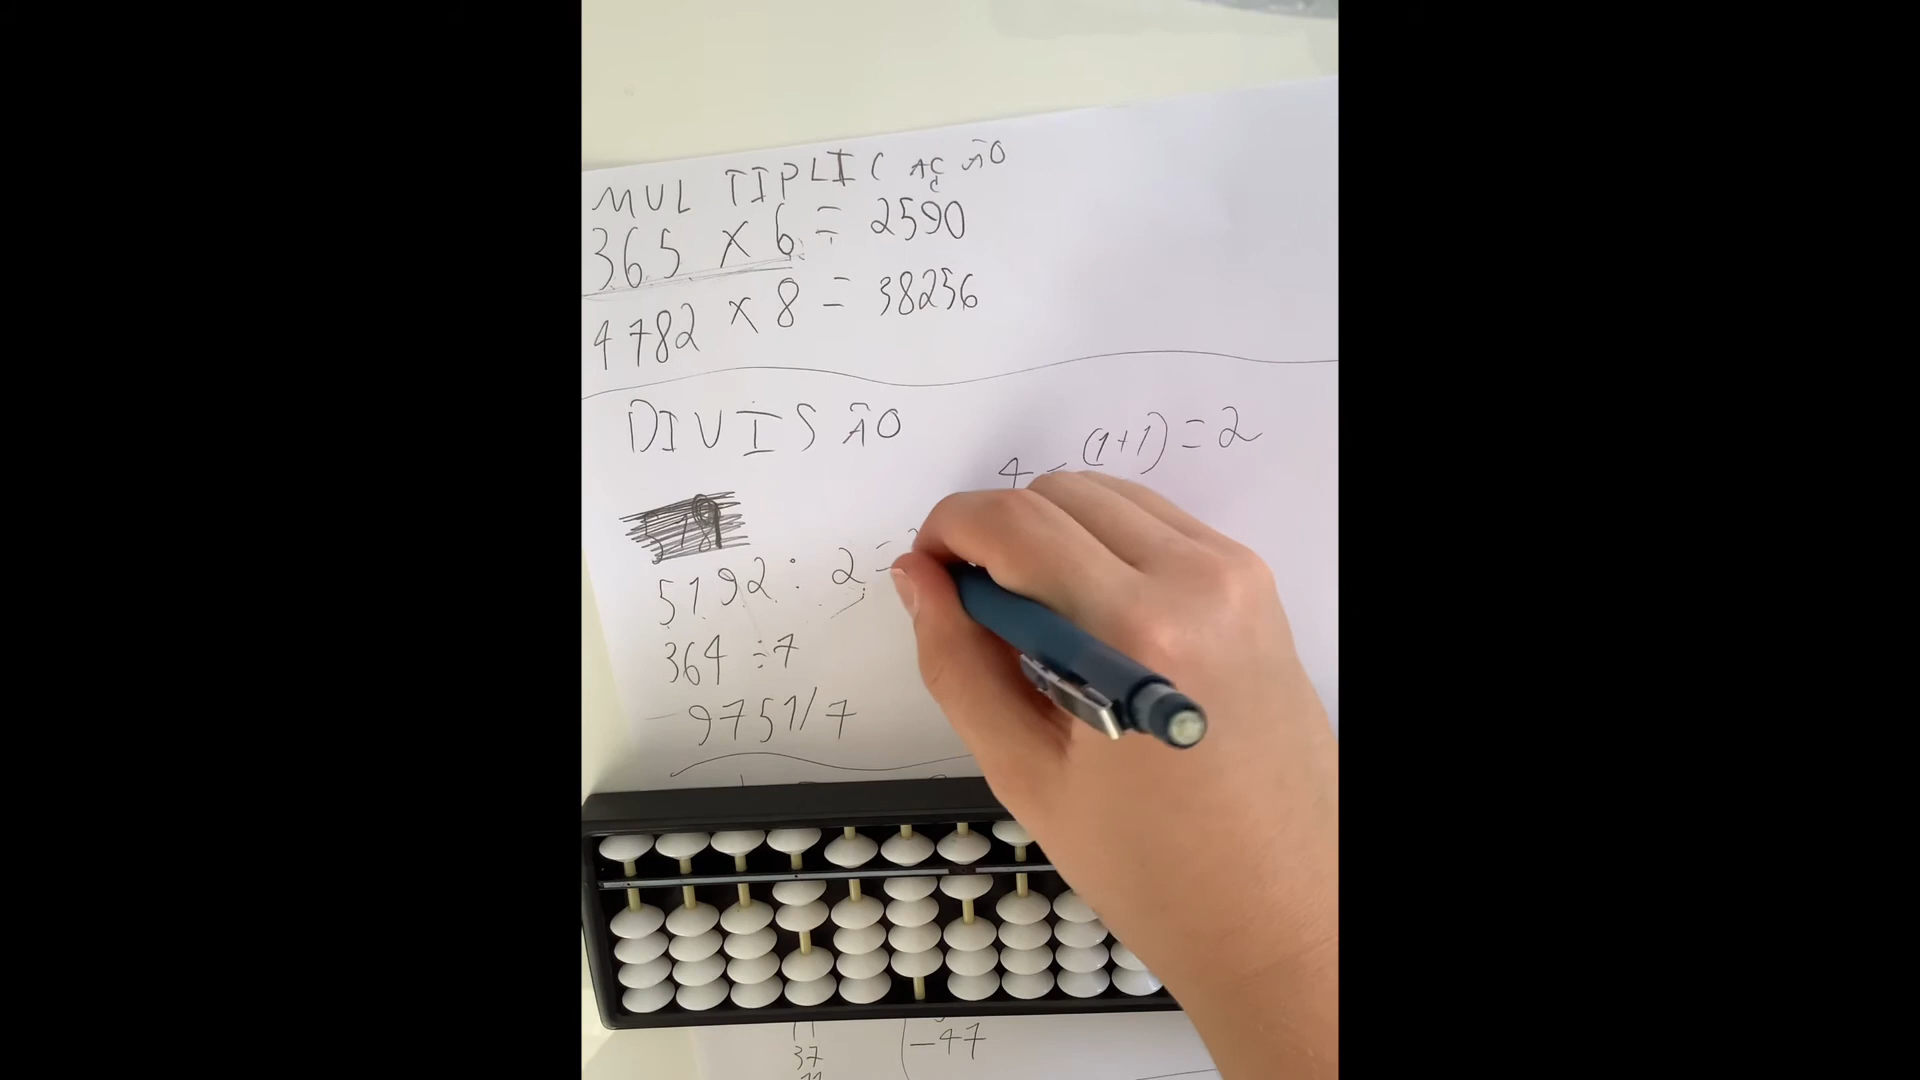 MULTIPLICAÇÃO
365 x 6 = 2590
4782 x 8 = 38256
DIVISÃO
4 - (1+1) = 2
5192 : 2 =
364 ÷ 7
9751/7
37
-47